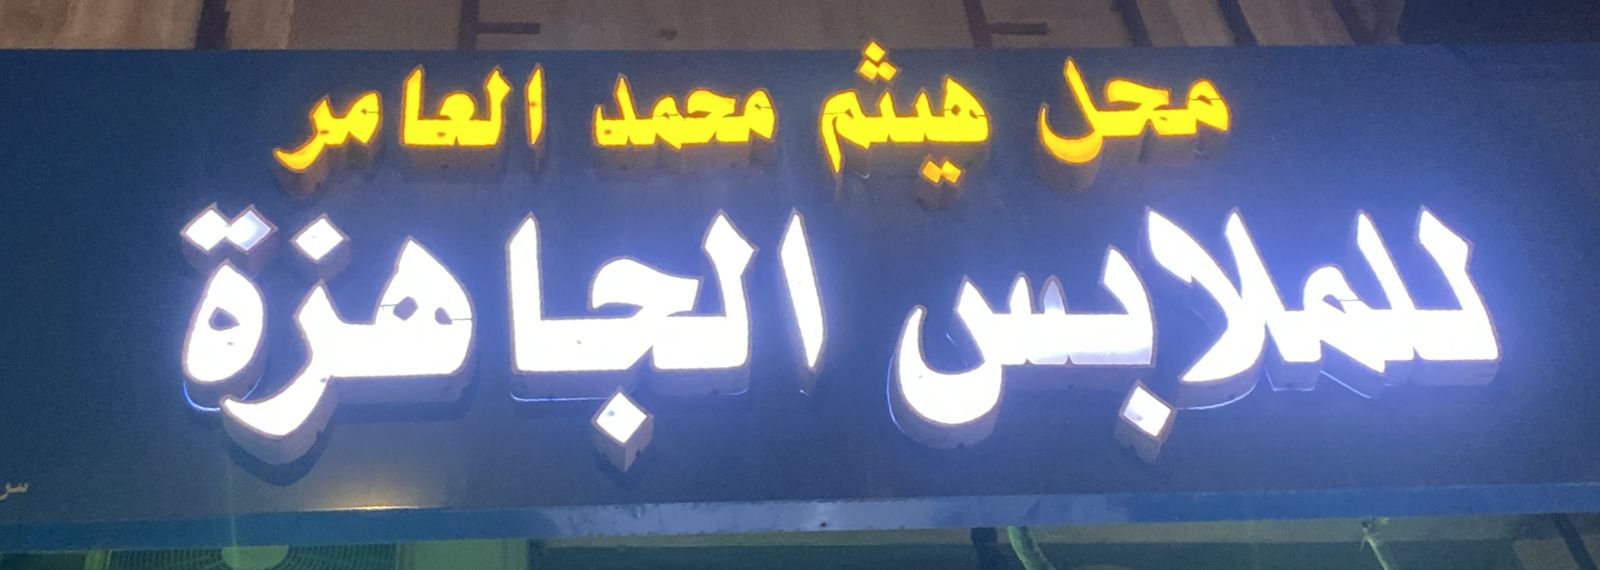 محل هيثم محمد العامر
للملابس الجاهزة